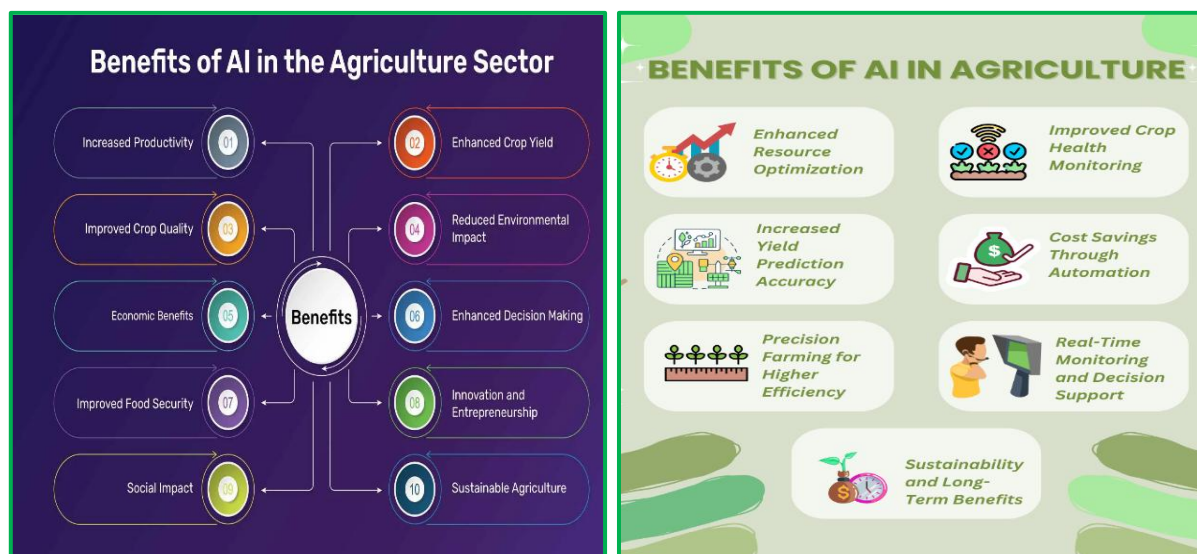 Benefits of AI in the Agriculture Sector
Increased Productivity
01
02
Enhanced Crop Yield
Improved Crop Quality
03
04
Reduced Environmental
Impact
Economic Benefits
05
Benefits
06
Enhanced Decision Making
Improved Food Security
07
08
Innovation and
Entrepreneurship
Social Impact
09
10
Sustainable Agriculture
BENEFITS OF AI IN AGRICULTURE
Enhanced
Resource
Optimization
Improved Crop
Health
Monitoring
Increased
Yield
Prediction
Accuracy
$
Cost Savings
Through
Automation
Precision
Farming for
Higher
Efficiency
Real-Time
Monitoring
and Decision
Support
$
Sustainability
and Long-
Term Benefits